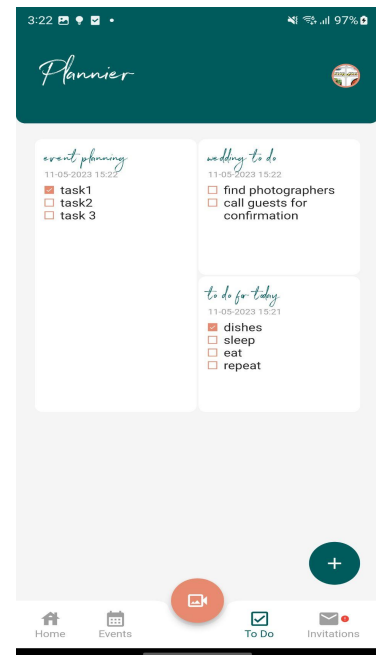 3:22
97%
Plannier
event planning
11-05-2023 15:22
task1
task2
task 3
wedding to do
11-05-2023 15:22
find photographers
call guests for
confirmation
to do for today
11-05-2023 15:21
dishes
sleep
eat
repeat
+
Home
Events
To Do
Invitations